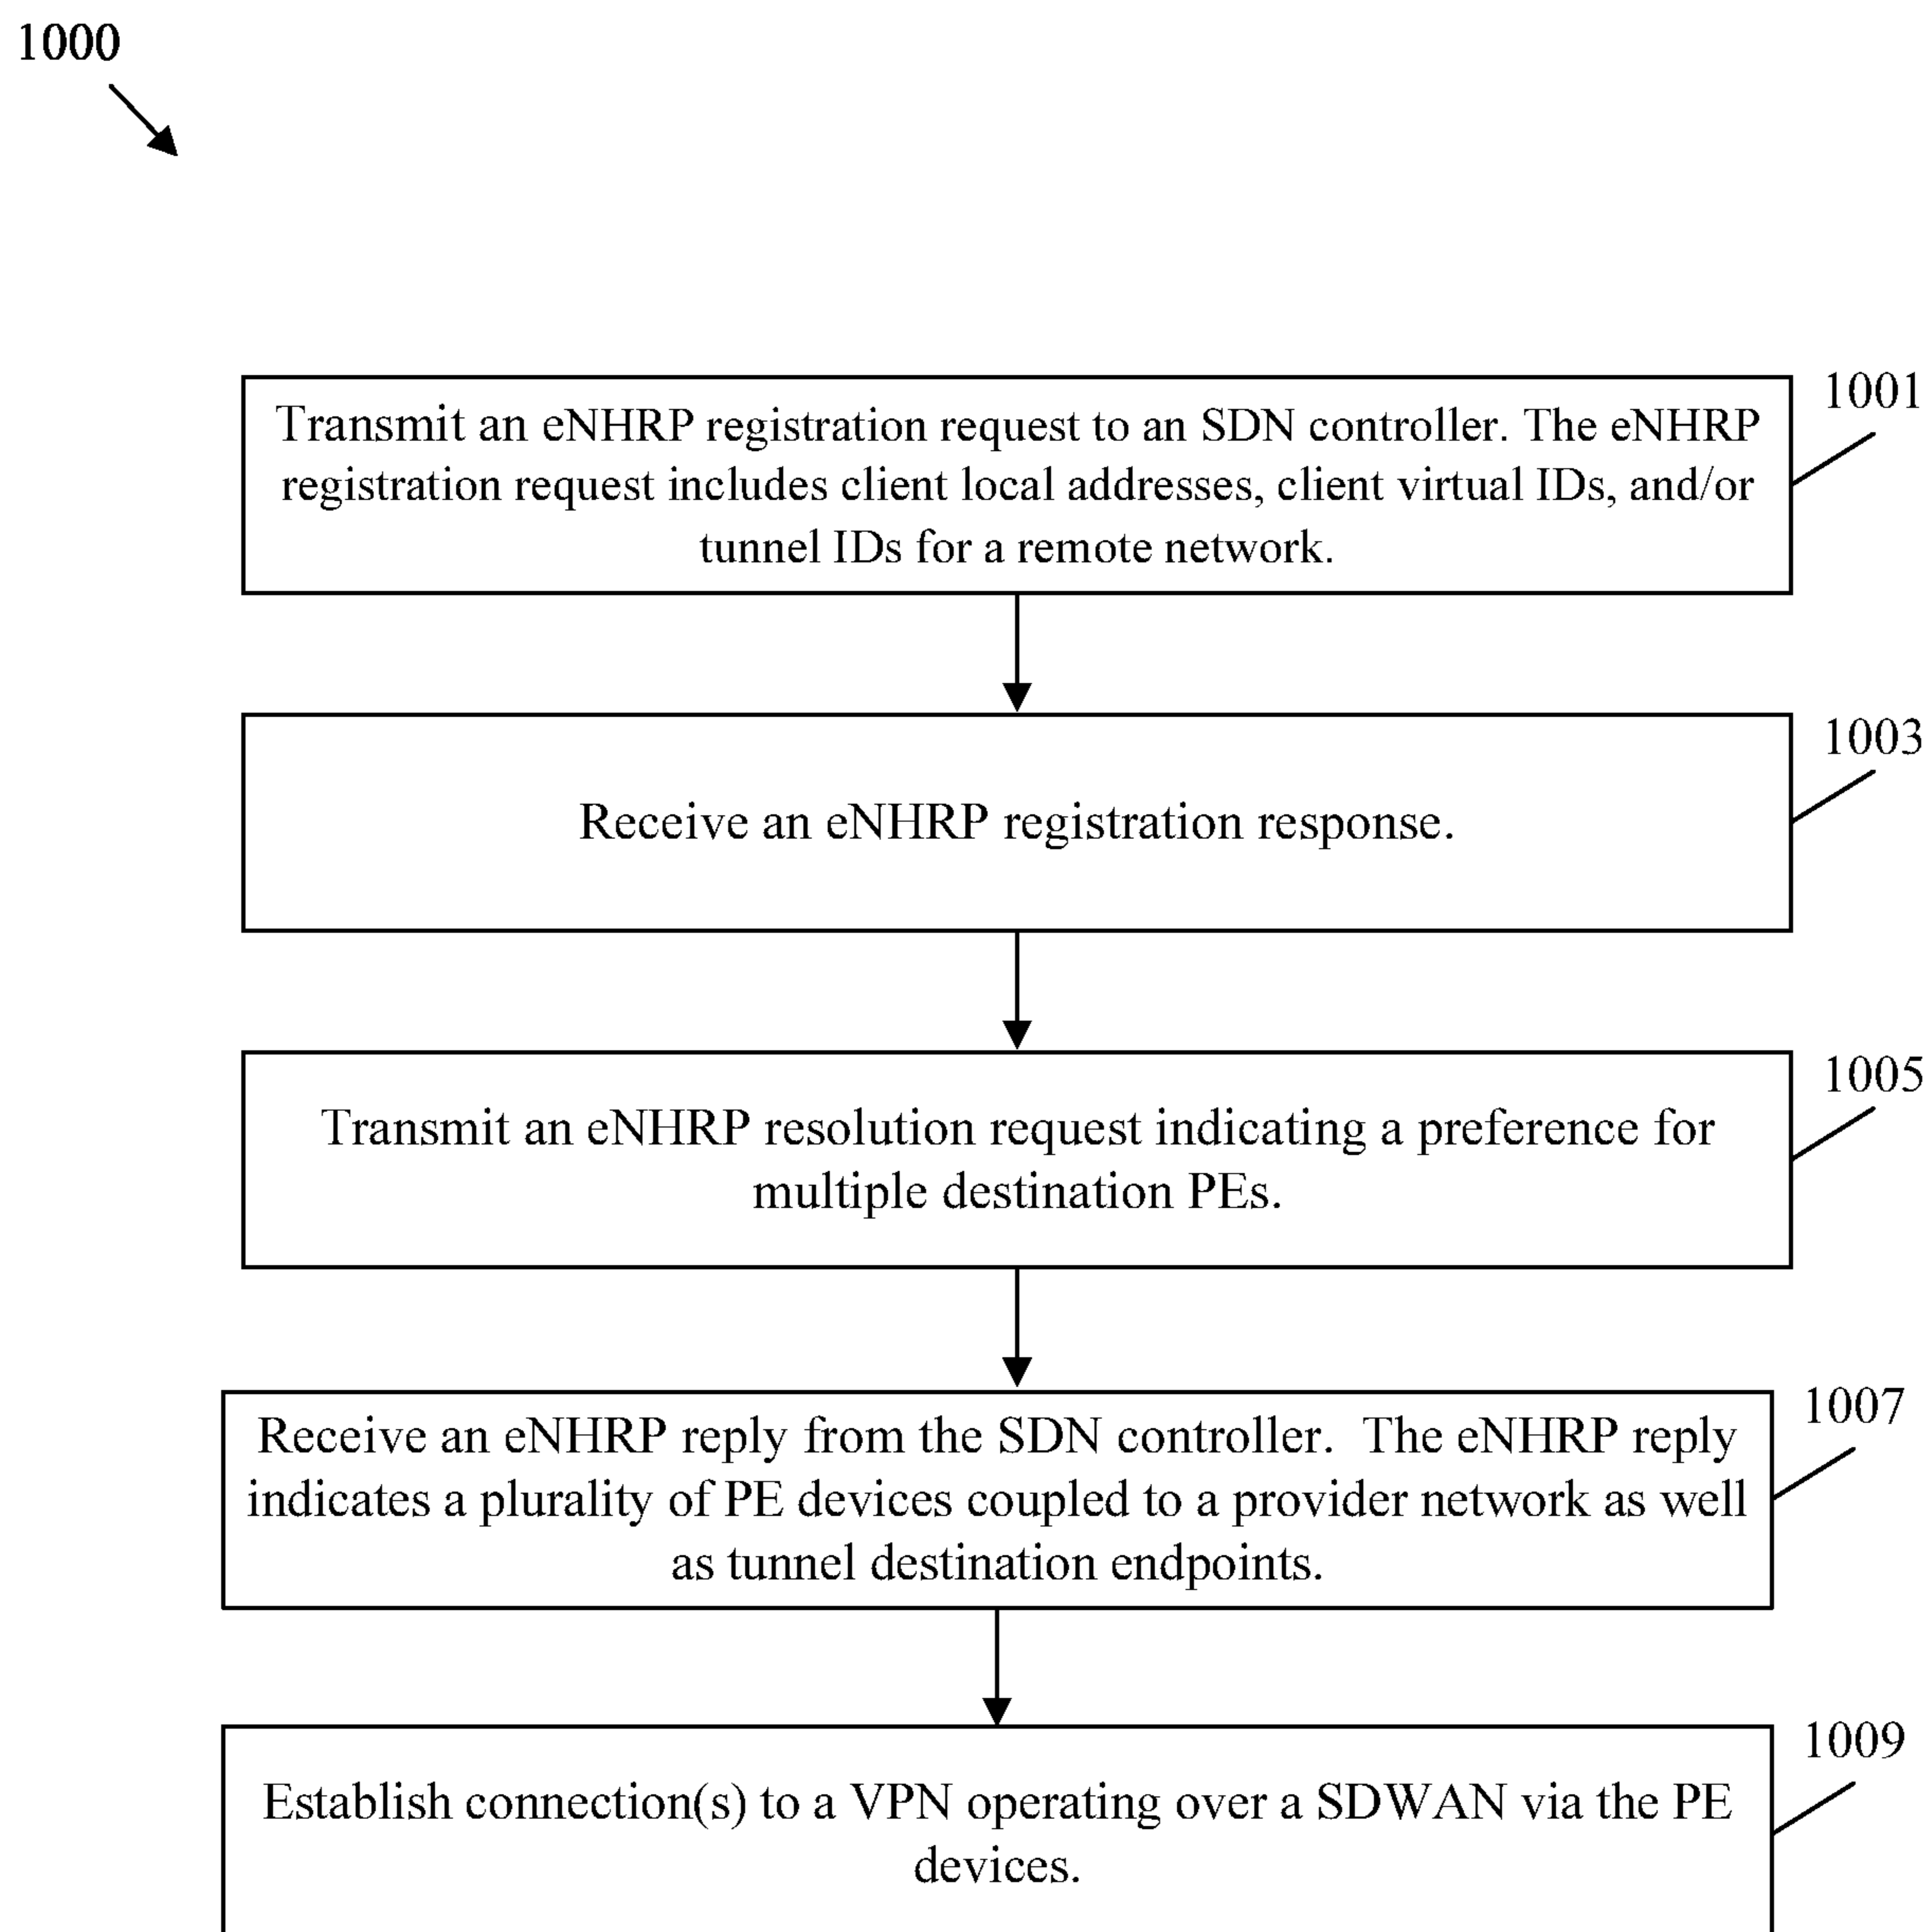 1000
1001
Transmit an eNHRP registration request to an SDN controller. The eNHRP
registration request includes client local addresses, client virtual IDs, and/or
tunnel IDs for a remote network.
1003
Receive an eNHRP registration response.
1005
Transmit an eNHRP resolution request indicating a preference for
multiple destination PEs.
1007
Receive an eNHRP reply from the SDN controller.  The eNHRP reply
indicates a plurality of PE devices coupled to a provider network as well
as tunnel destination endpoints.
1009
Establish connection(s) to a VPN operating over a SDWAN via the PE
devices.